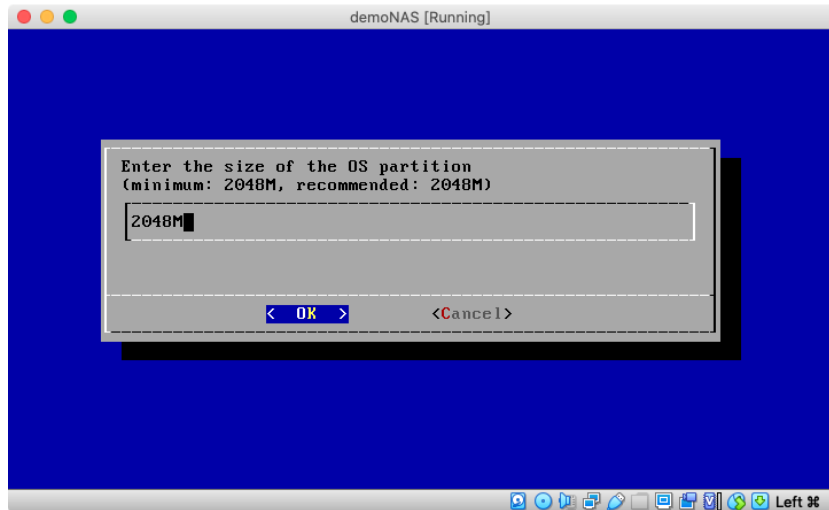 demoNAS [Running]
Enter the size of the OS partition
(minimum: 2048M, recommended: 2048M)
2048M
< OK > <Cancel>
Left ⌘